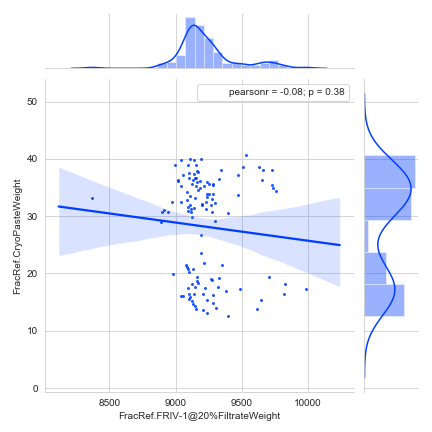 pearsonr = -0.08; p = 0.38
50
40
30
20
10
0
FracRef.CryoPasteWeight
8500 9000 9500 10000
FracRef.FRIV-1@20%FiltrateWeight